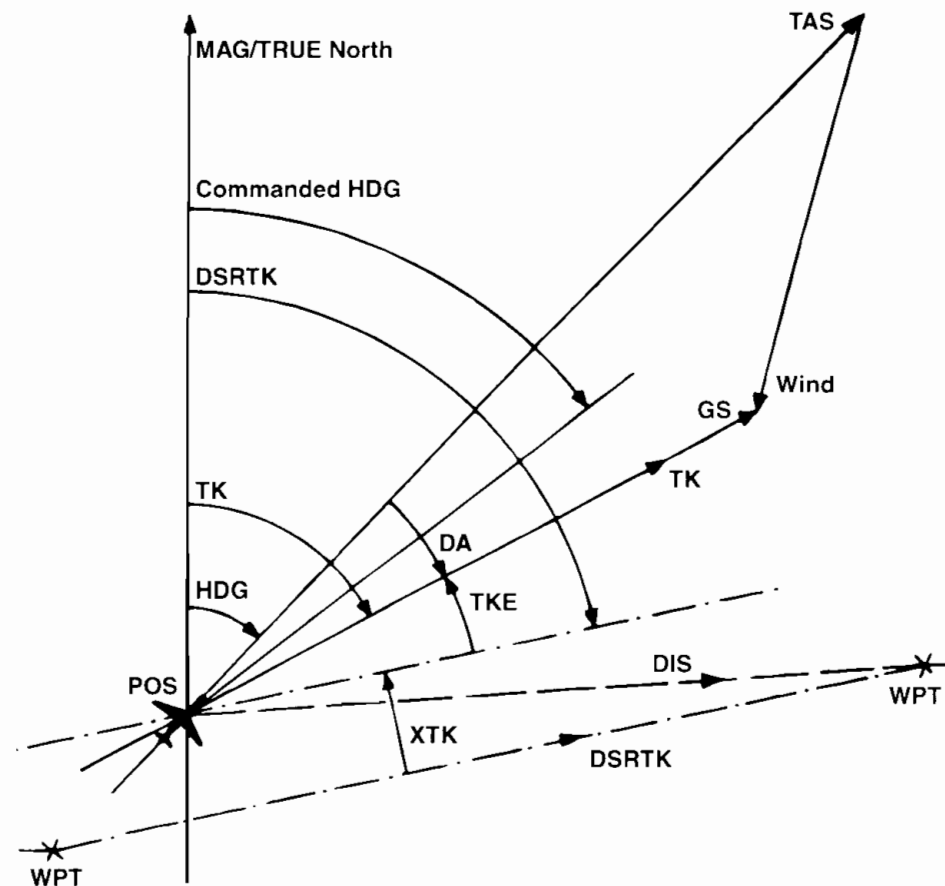 TAS
MAG/TRUE North
Commanded HDG
DSRTK
Wind
GS
TK
TK
DA
HDG
TKE
POS
DIS
WPT
XTK
DSRTK
WPT